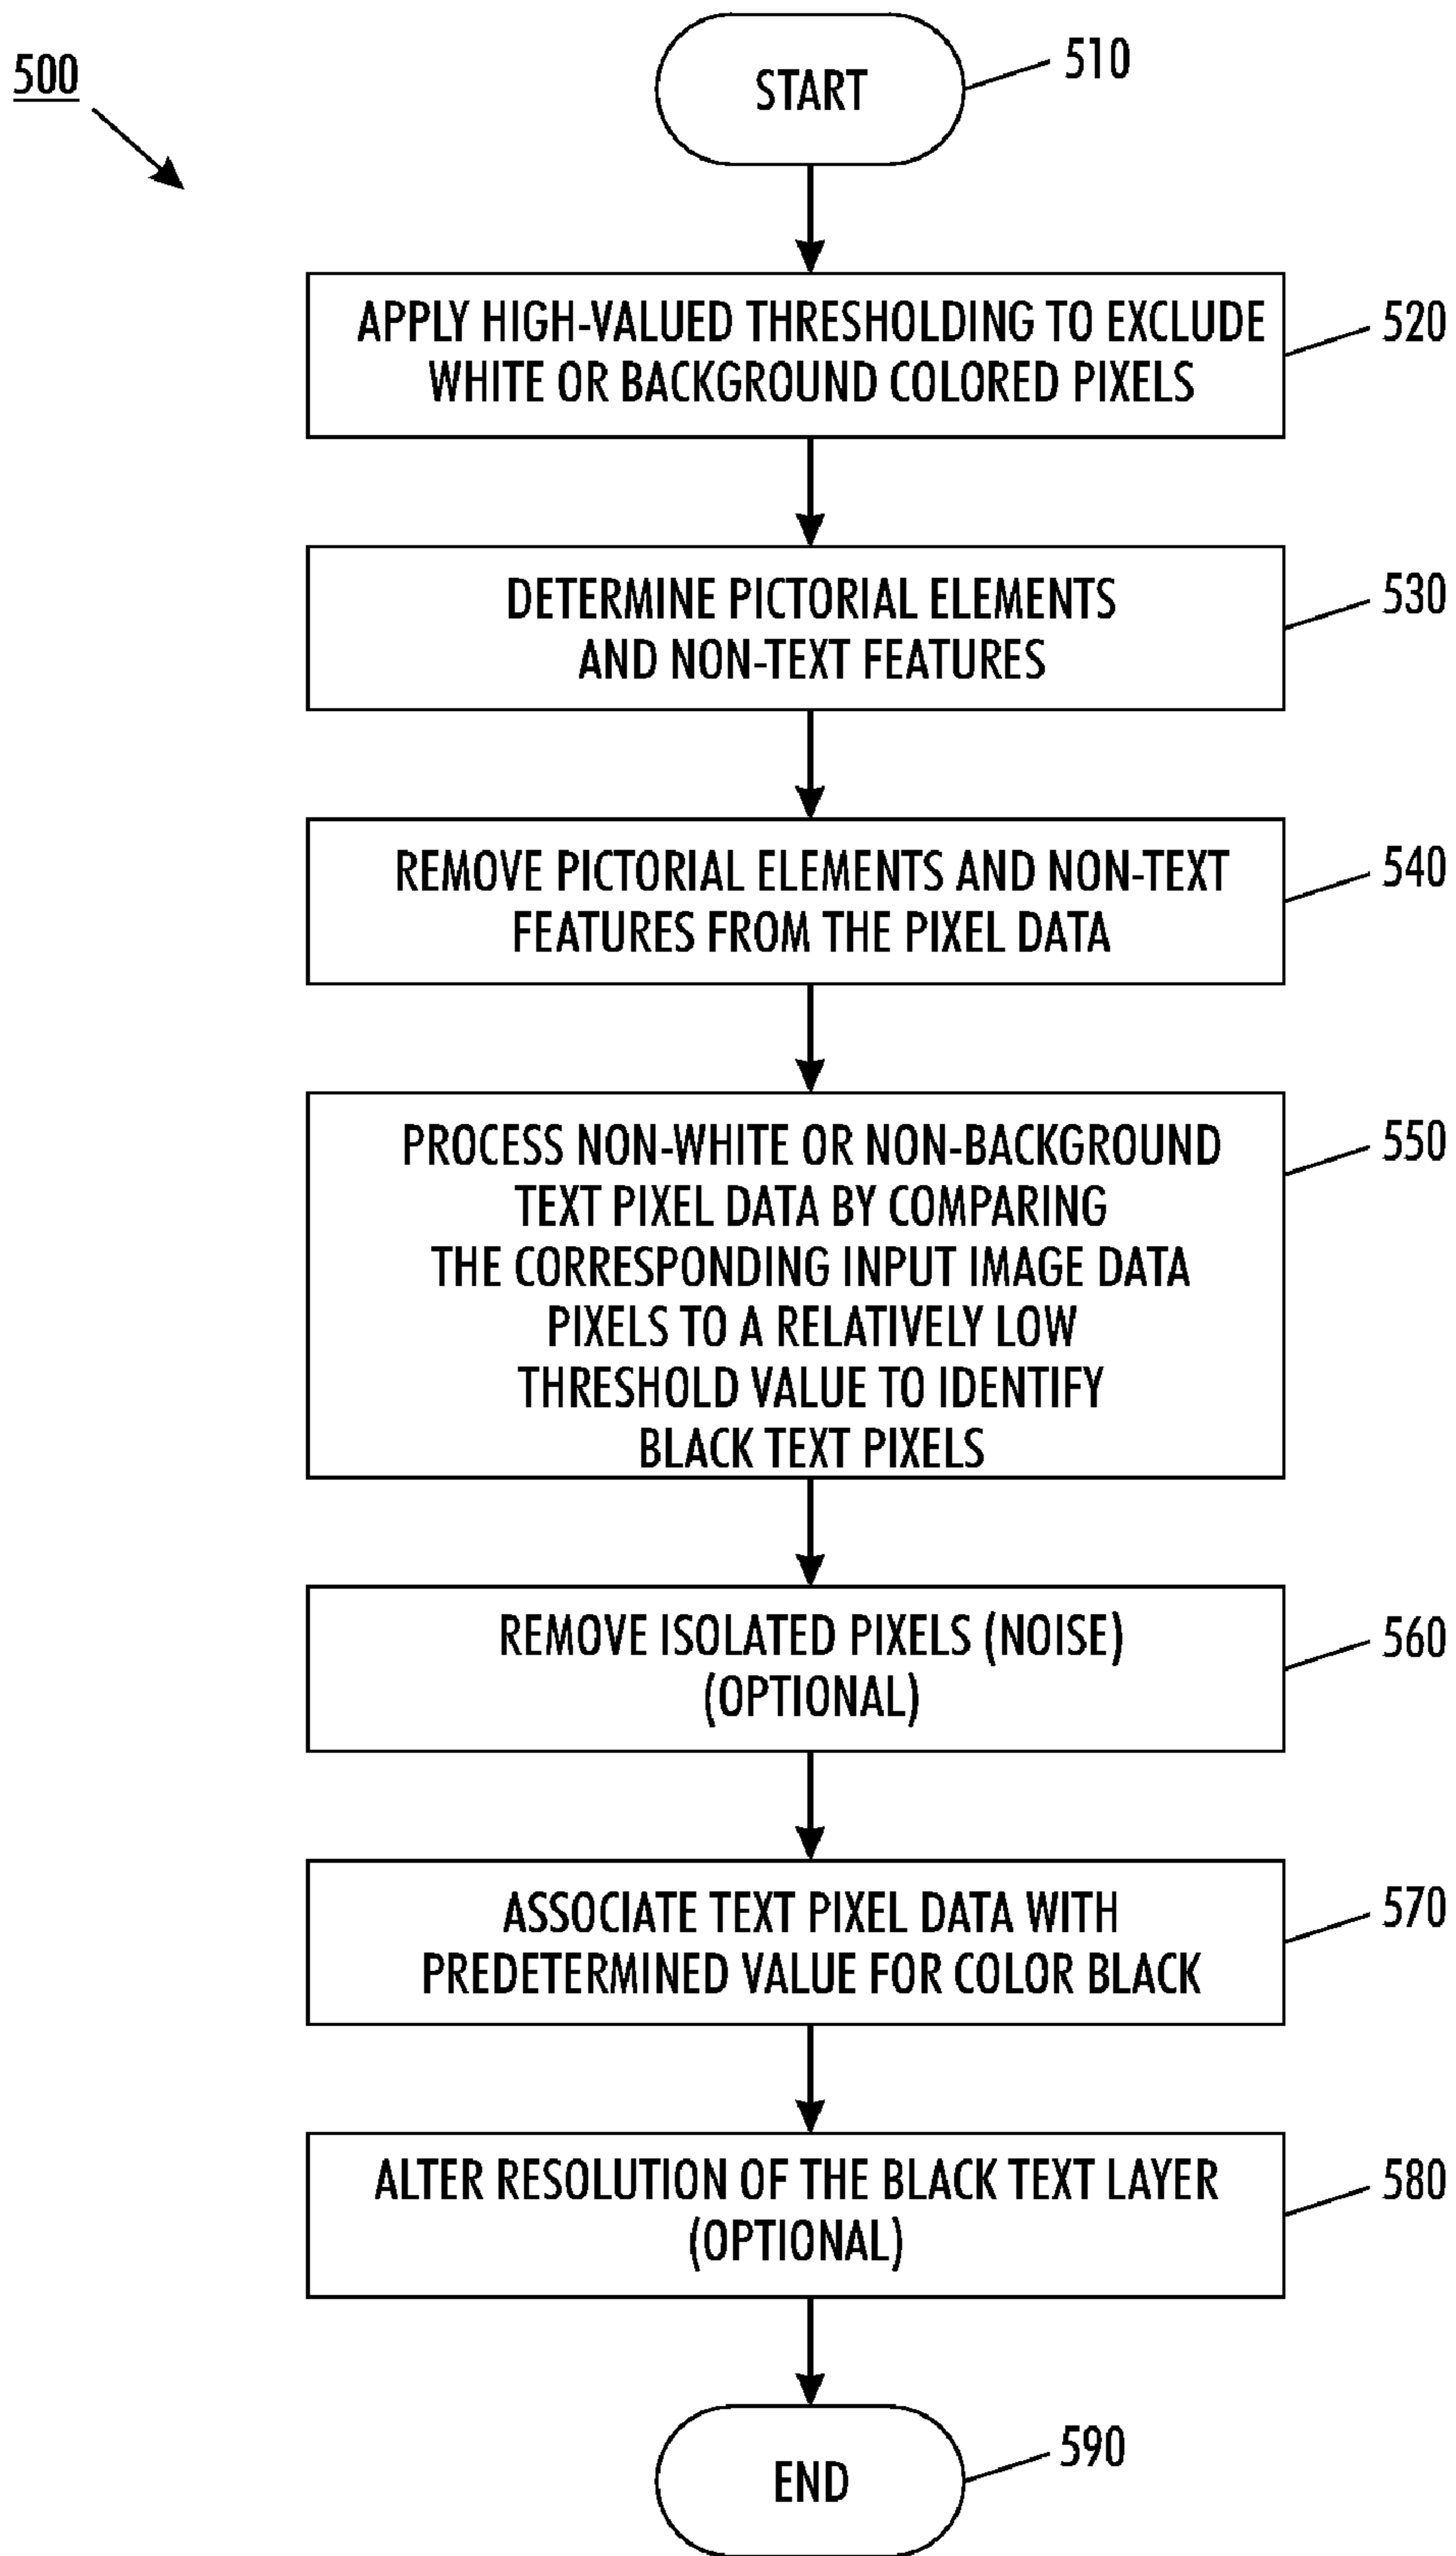 500
START
510
APPLY HIGH-VALUED THRESHOLDING TO EXCLUDE
WHITE OR BACKGROUND COLORED PIXELS
520
DETERMINE PICTORIAL ELEMENTS
AND NON-TEXT FEATURES
530
REMOVE PICTORIAL ELEMENTS AND NON-TEXT
FEATURES FROM THE PIXEL DATA
540
PROCESS NON-WHITE OR NON-BACKGROUND
TEXT PIXEL DATA BY COMPARING
THE CORRESPONDING INPUT IMAGE DATA
PIXELS TO A RELATIVELY LOW
THRESHOLD VALUE TO IDENTIFY
BLACK TEXT PIXELS
550
REMOVE ISOLATED PIXELS (NOISE)
(OPTIONAL)
560
ASSOCIATE TEXT PIXEL DATA WITH
PREDETERMINED VALUE FOR COLOR BLACK
570
ALTER RESOLUTION OF THE BLACK TEXT LAYER
(OPTIONAL)
580
END
590